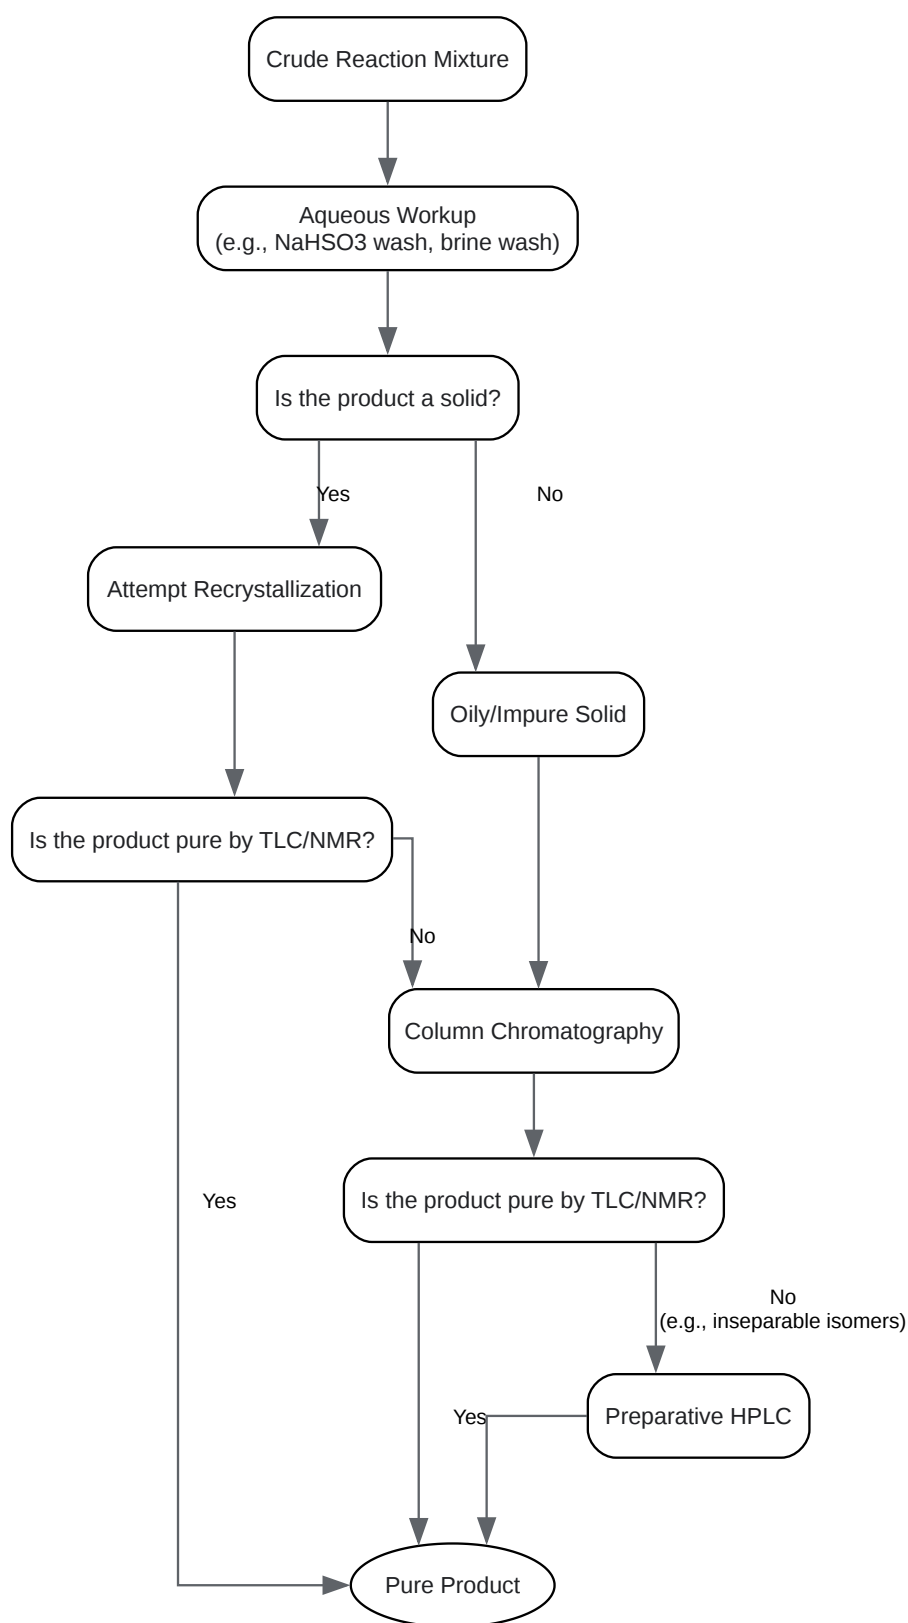 Crude Reaction Mixture
Aqueous Workup
(e.g., NaHSO3 wash, brine wash)
Is the product a solid?
Yes
No
Attempt Recrystallization
Oily/Impure Solid
Is the product pure by TLC/NMR?
No
Column Chromatography
Is the product pure by TLC/NMR?
Yes
No
(e.g., inseparable isomers)
Yes
Preparative HPLC
Pure Product